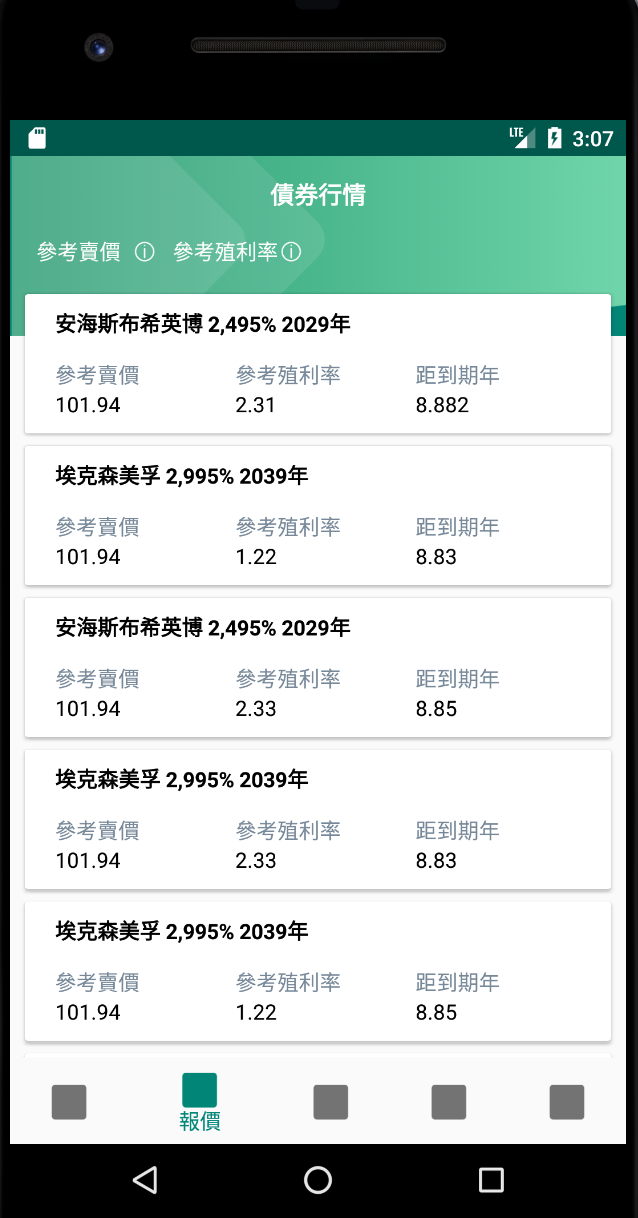 LTE 3:07
債券行情
參考賣價 ⓘ 參考殖利率 ⓘ
安海斯布希英博 2,495% 2029年
參考賣價 參考殖利率 距到期年
101.94 2.31 8.882
埃克森美孚 2,995% 2039年
參考賣價 參考殖利率 距到期年
101.94 1.22 8.83
安海斯布希英博 2,495% 2029年
參考賣價 參考殖利率 距到期年
101.94 2.33 8.85
埃克森美孚 2,995% 2039年
參考賣價 參考殖利率 距到期年
101.94 2.33 8.83
埃克森美孚 2,995% 2039年
參考賣價 參考殖利率 距到期年
101.94 1.22 8.85
報價